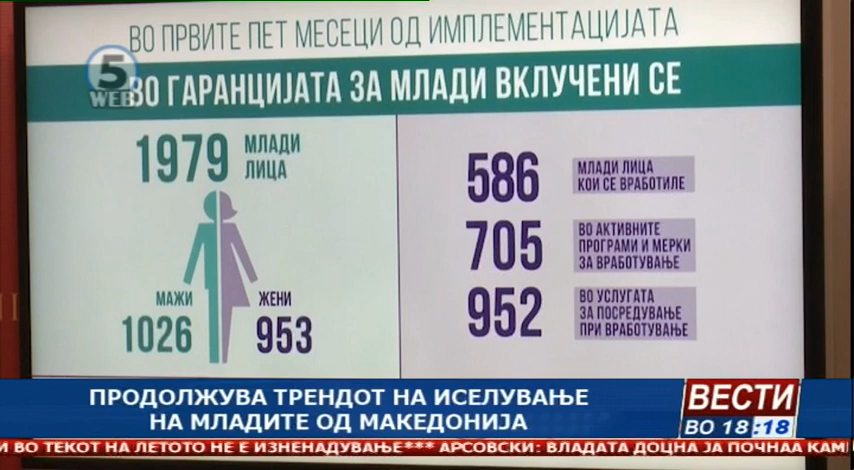 ВО ПРВИТЕ ПЕТ МЕСЕЦИ ОД ИМПЛЕМЕНТАЦИЈАТА
ВО ГАРАНЦИЈАТА ЗА МЛАДИ ВКЛУЧЕНИ СЕ
5
WEB
1979 МЛАДИ
ЛИЦА
МАЖИ
1026
ЖЕНИ
953
586
МЛАДИ ЛИЦА
КОИ СЕ ВРАБОТИЛЕ
705
ВО АКТИВНИТЕ
ПРОГРАМИ И МЕРКИ
ЗА ВРАБОТУВАЊЕ
952
ВО УСЛУГАТА
ЗА ПОСРЕДУВАЊЕ
ПРИ ВРАБОТУВАЊЕ
ПРОДОЛЖУВА ТРЕНДОТ НА ИСЕЛУВАЊЕ
НА МЛАДИТЕ ОД МАКЕДОНИЈА
ВЕСТИ
ВО 18:18
И ВО ТЕКОТ НА ЛЕТОТО НЕ Е ИЗНЕНАДУВАЊЕ*** АРСОВСКИ: ВЛАДАТА ДОЦНА ЈА ПОЧНАА